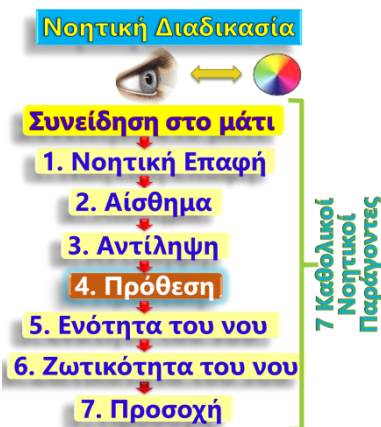 Νοητική Διαδικασία
Συνείδηση στο μάτι
1. Νοητική Επαφή
2. Αίσθημα
3. Αντίληψη
4. Πρόθεση
5. Ενότητα του νου
6. Ζωτικότητα του νου
7. Προσοχή
7 Καθολικοί
Νοητικοί
Παράγοντες